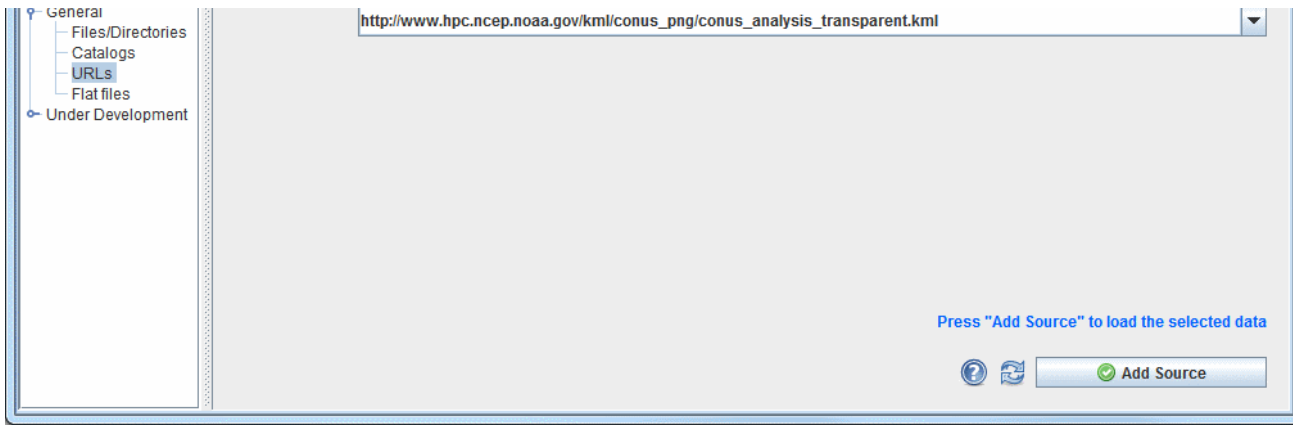 General
Files/Directories
Catalogs
URLs
Flat files
Under Development
http://www.hpc.ncep.noaa.gov/kml/conus_png/conus_analysis_transparent.kml
Press "Add Source" to load the selected data
Add Source